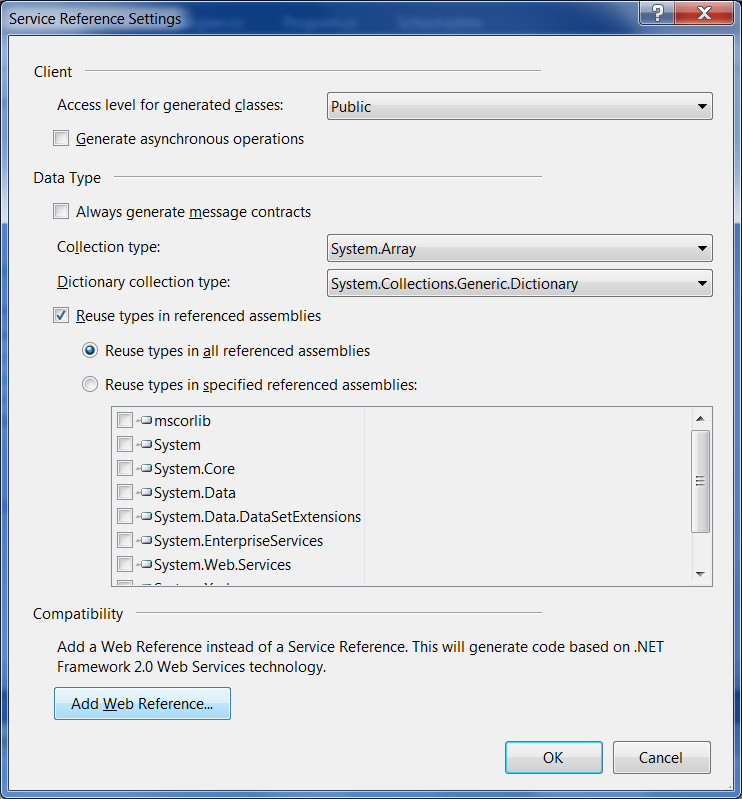 Service Reference Settings
Client
Access level for generated classes:
Public
Generate asynchronous operations
Data Type
Always generate message contracts
Collection type:
System.Array
Dictionary collection type:
System.Collections.Generic.Dictionary
Reuse types in referenced assemblies
Reuse types in all referenced assemblies
Reuse types in specified referenced assemblies:
mscorlib
System
System.Core
System.Data
System.Data.DataSetExtensions
System.EnterpriseServices
System.Web.Services
Compatibility
Add a Web Reference instead of a Service Reference. This will generate code based on .NET
Framework 2.0 Web Services technology.
Add Web Reference...
OK
Cancel